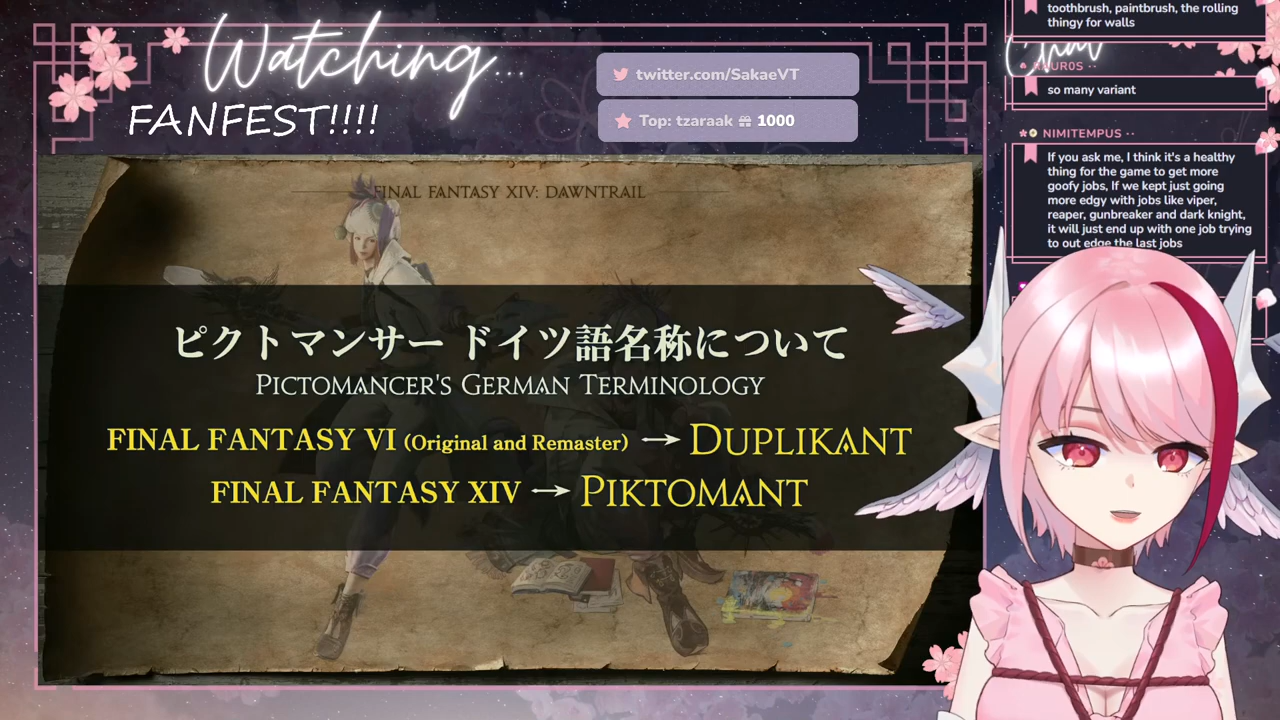 Watching...
FANFEST!!!!
twitter.com/SakaeVT
Top: tzaraak 1000
FINAL FANTASY XIV: DAWNTRAIL
ピクトマンサー ドイツ語名称について
PICTOMANCER'S GERMAN TERMINOLOGY
FINAL FANTASY VI (Original and Remaster) → DUPLIKANT
FINAL FANTASY XIV → PIKTOMANT
toothbrush, paintbrush, the rolling
thingy for walls
Chat
so many variant
NIMITEMPUS
If you ask me, I think it's a healthy
thing for the game to get more
goofy jobs, If we kept just going
more edgy with jobs like viper,
reaper, gunbreaker and dark knight,
it will just end up with one job trying
to out edge the last jobs